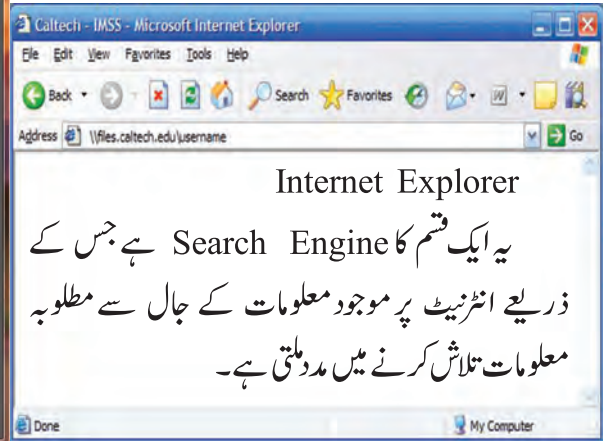 Caltech - IMSS - Microsoft Internet Explorer
File Edit View Favorites Tools Help
Back Search Favorites W
Address \\files.caltech.edu\username Go
Internet Explorer
یہ ایک قسم کا Search Engine ہے جس کے
ذریعے انٹرنیٹ پر موجود معلومات کے جال سے مطلوبہ
معلومات تلاش کرنے میں مدد ملتی ہے۔
Done My Computer